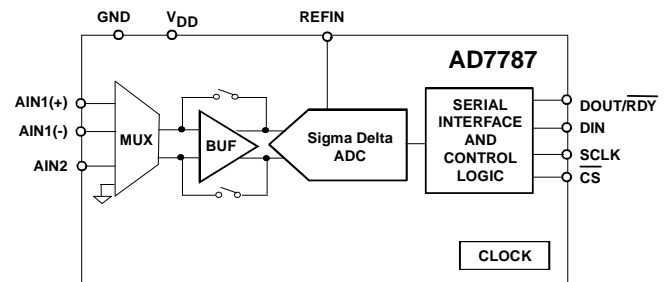 GND
VDD
REFIN
AD7787
AIN1(+)
AIN1(-)
AIN2
MUX
BUF
Sigma Delta
ADC
SERIAL
INTERFACE
AND
CONTROL
LOGIC
DOUT/RDY
DIN
SCLK
CS
CLOCK